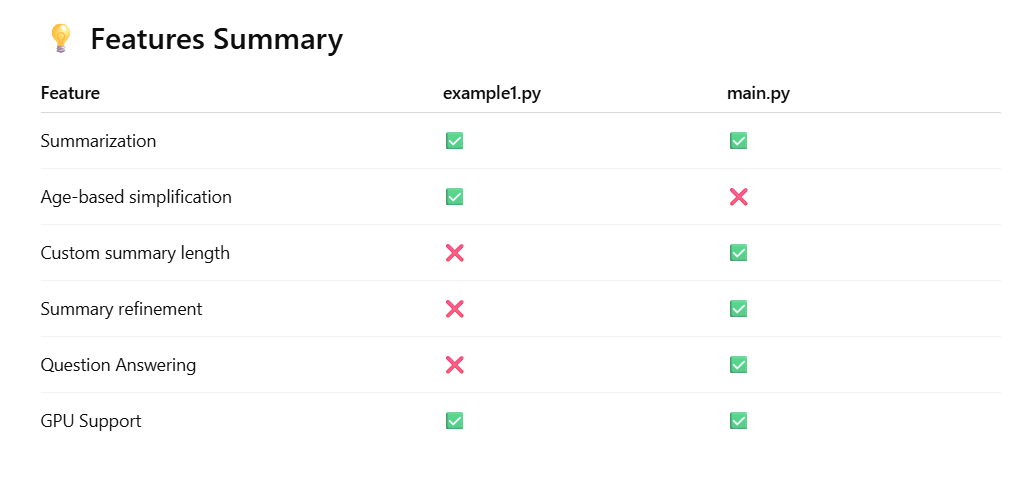 💡 Features Summary
Feature example1.py main.py
Summarization ✅ ✅
Age-based simplification ✅ ❌
Custom summary length ❌ ✅
Summary refinement ❌ ✅
Question Answering ❌ ✅
GPU Support ✅ ✅